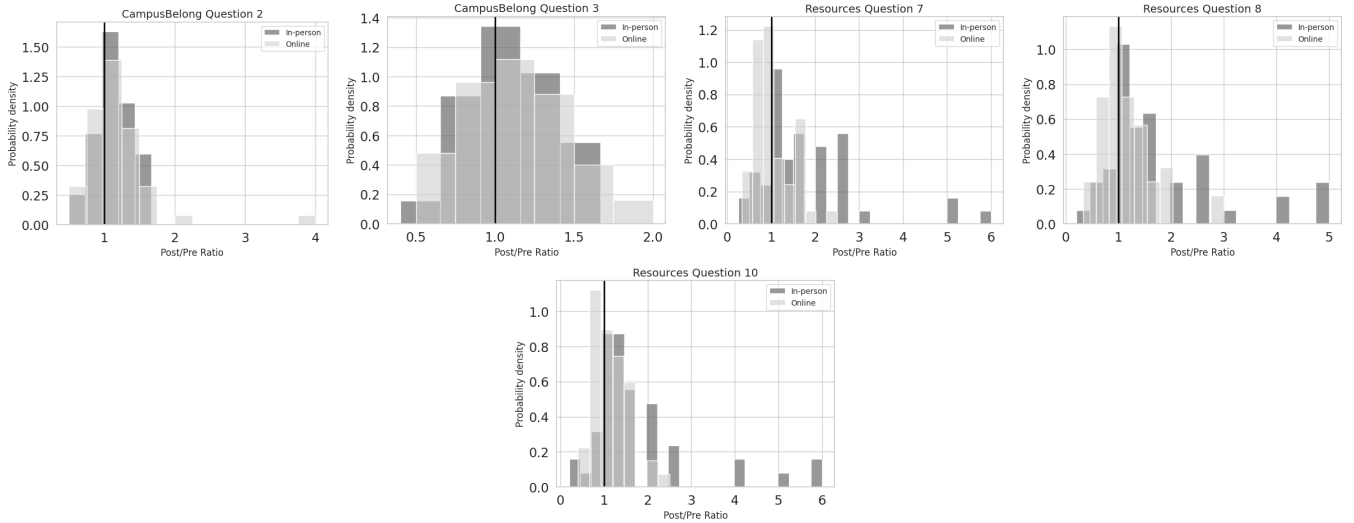 CampusBelong Question 2
In-person
Online
Probability density
1.50
1.25
1.00
0.75
0.50
0.25
0.00
1
2
3
4
Post/Pre Ratio
CampusBelong Question 3
In-person
Online
Probability density
1.4
1.2
1.0
0.8
0.6
0.4
0.2
0.0
0.5
1.0
1.5
2.0
Post/Pre Ratio
Resources Question 7
In-person
Online
Probability density
1.2
1.0
0.8
0.6
0.4
0.2
0.0
0
1
2
3
4
5
6
Post/Pre Ratio
Resources Question 8
In-person
Online
Probability density
1.0
0.8
0.6
0.4
0.2
0.0
0
1
2
3
4
5
Post/Pre Ratio
Resources Question 10
In-person
Online
Probability density
1.0
0.8
0.6
0.4
0.2
0.0
0
1
2
3
4
5
6
Post/Pre Ratio